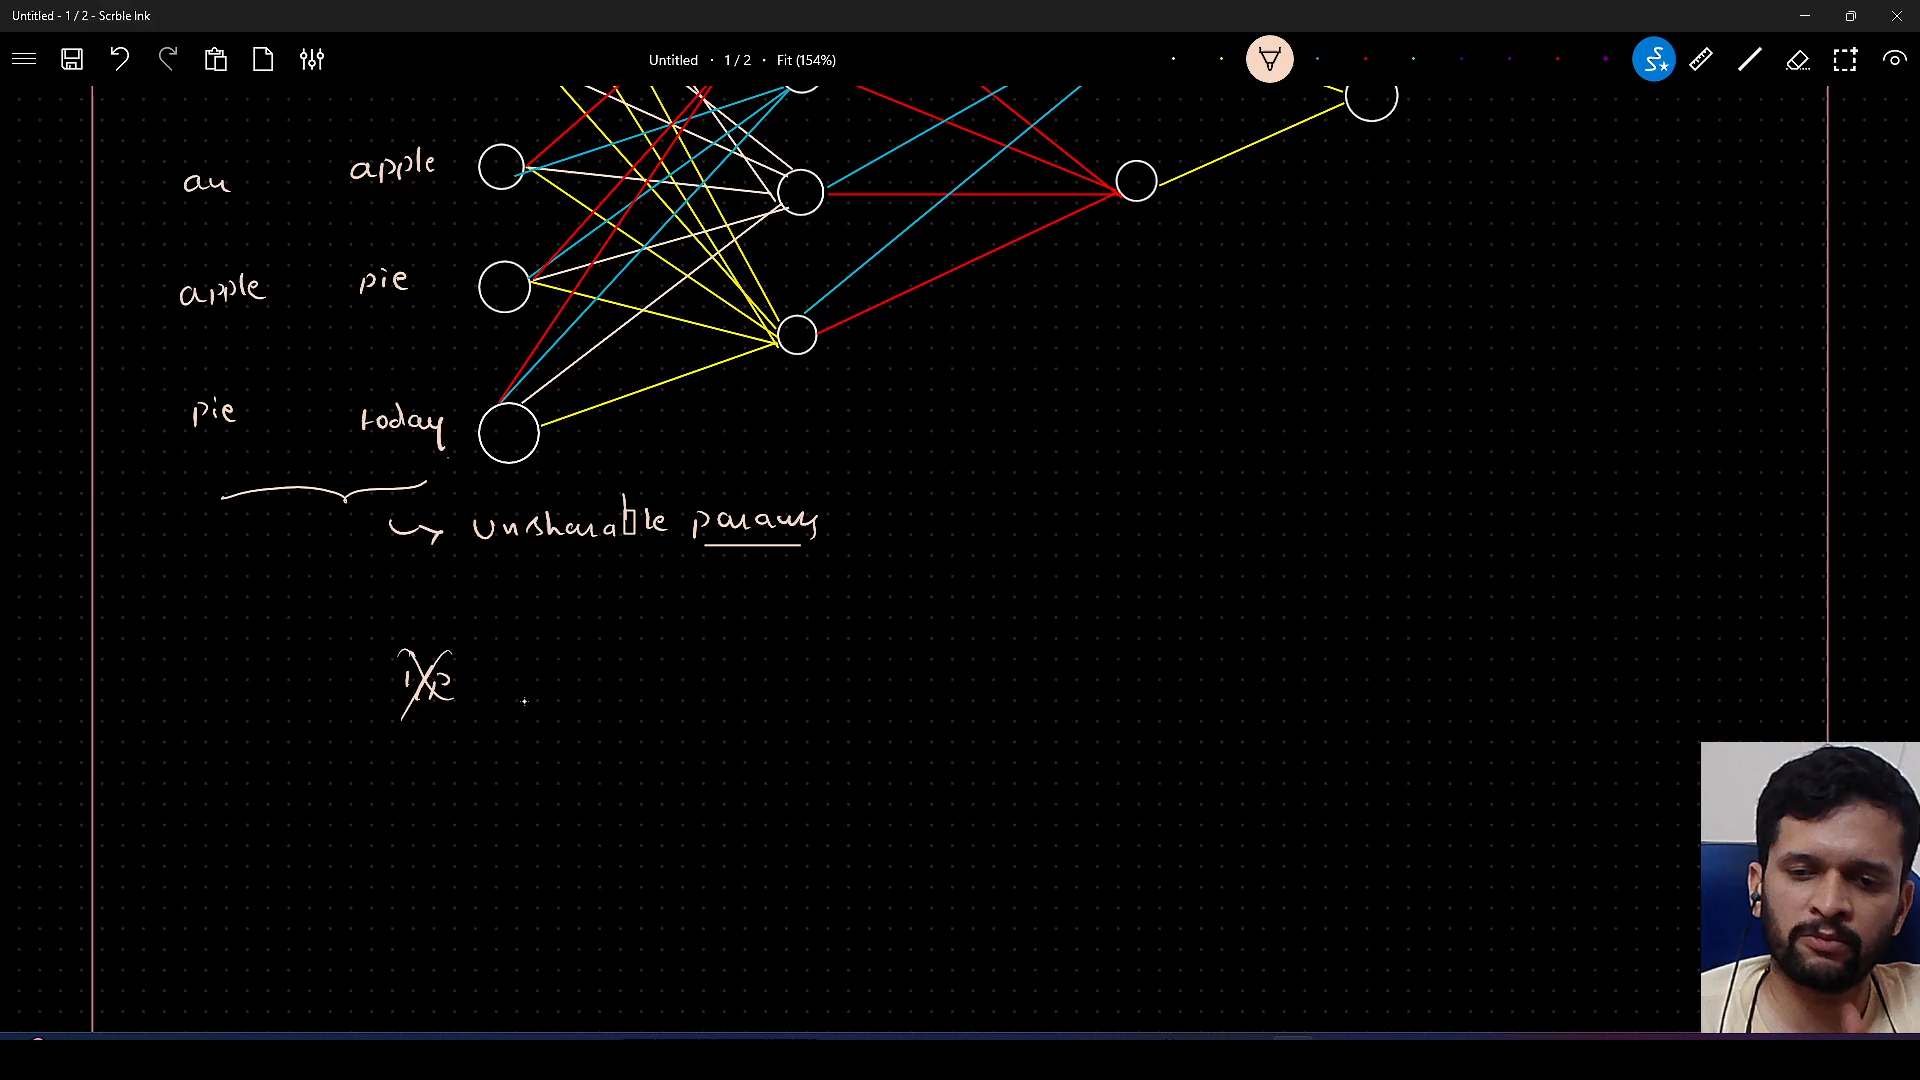 Untitled - 1 / 2 - Scrble Ink
Untitled · 1 / 2 · Fit (154%)
an apple
apple pie
pie today
unsharable params